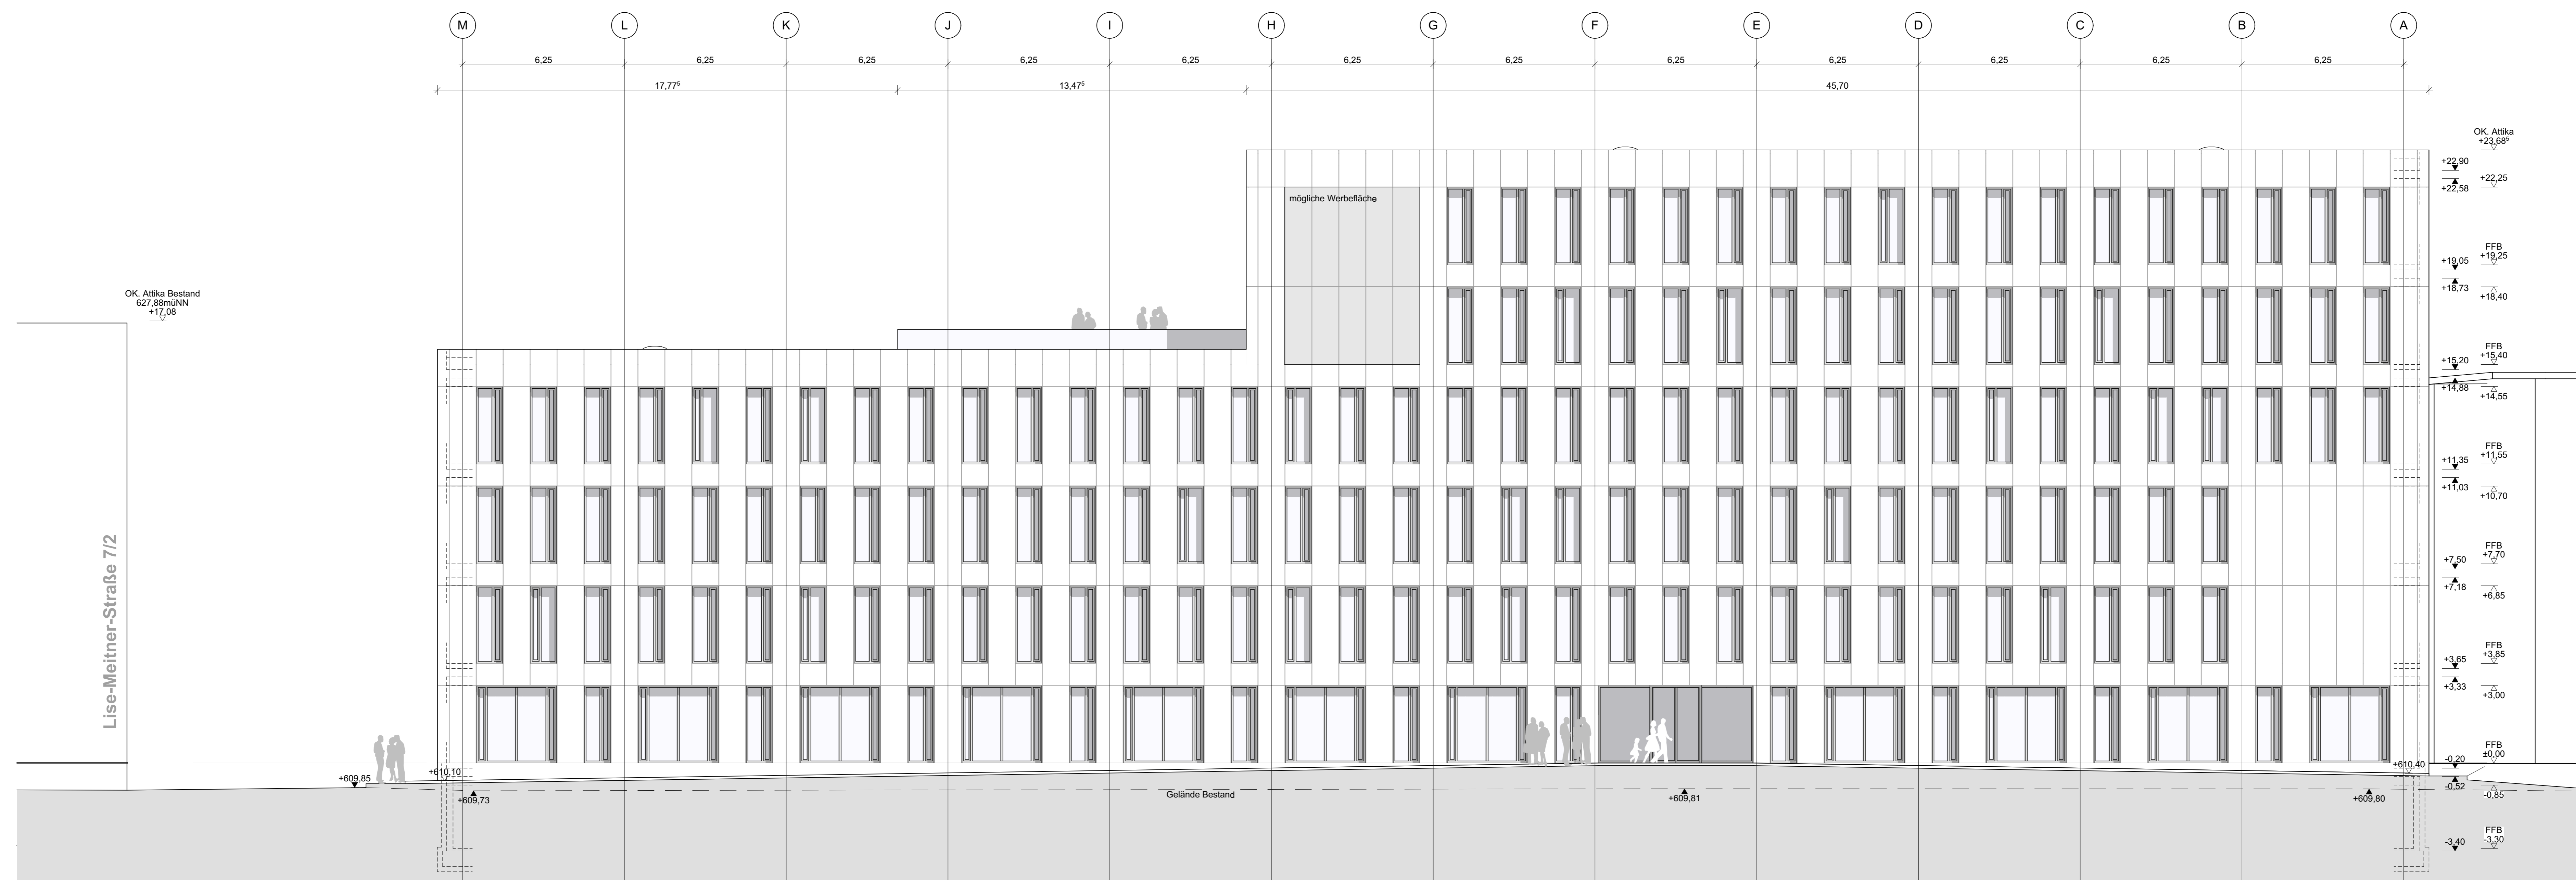 M L K J I H G F E D C B A
6,25 6,25 6,25 6,25 6,25 6,25 6,25 6,25 6,25 6,25 6,25 6,25
17,77⁵ 13,47⁵ 45,70
OK. Attika
+23,68⁵
+22,90
+22,25
+22,58
mögliche Werbefläche
FFB
+19,25
+19,05
+18,73
+18,40
OK. Attika Bestand
627,88müNN
+17,08
FFB
+15,40
+15,20
+14,88
+14,55
FFB
+11,55
+11,35
+11,03
+10,70
Lise-Meitner-Straße 7/2
FFB
+7,70
+7,50
+7,18
+6,85
FFB
+3,85
+3,65
+3,33
+3,00
FFB
±0,00
-0,20
+610,40
+610,10
+609,85
-0,52
-0,85
+609,73
Gelände Bestand
+609,81
+609,80
FFB
-3,30
-3,40